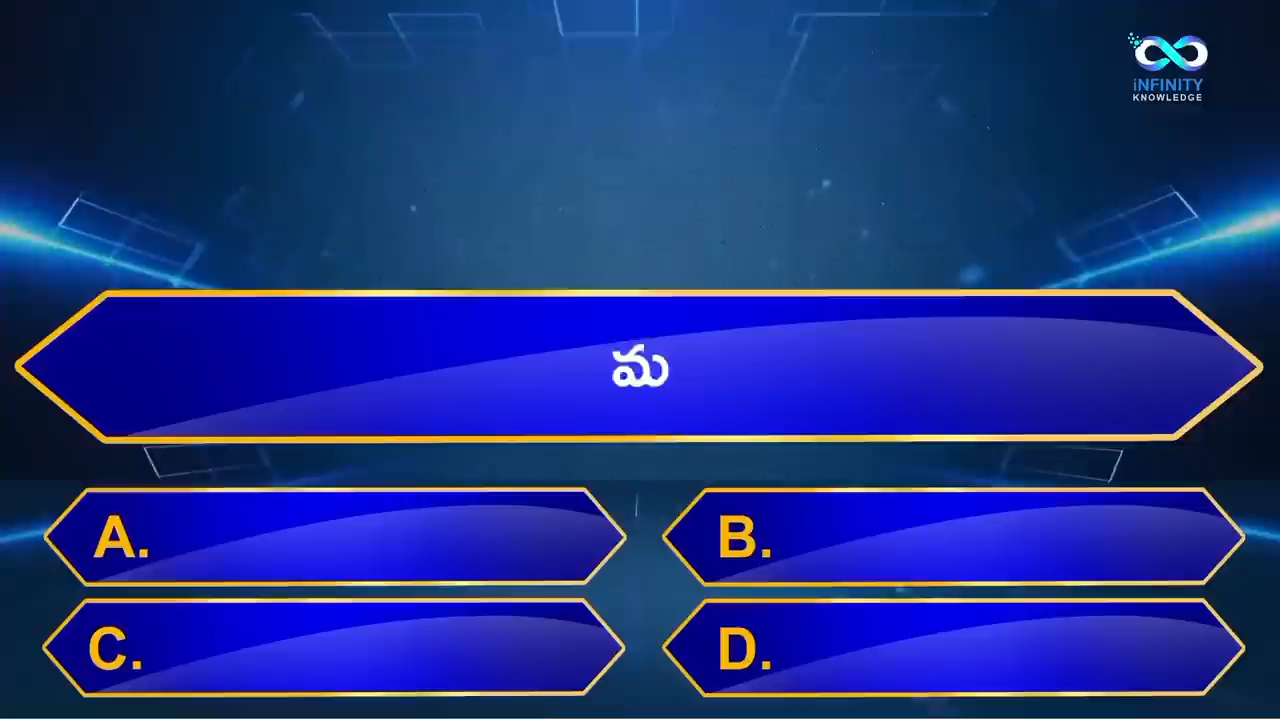 iNFINITY
KNOWLEDGE
మ
A.
B.
C.
D.